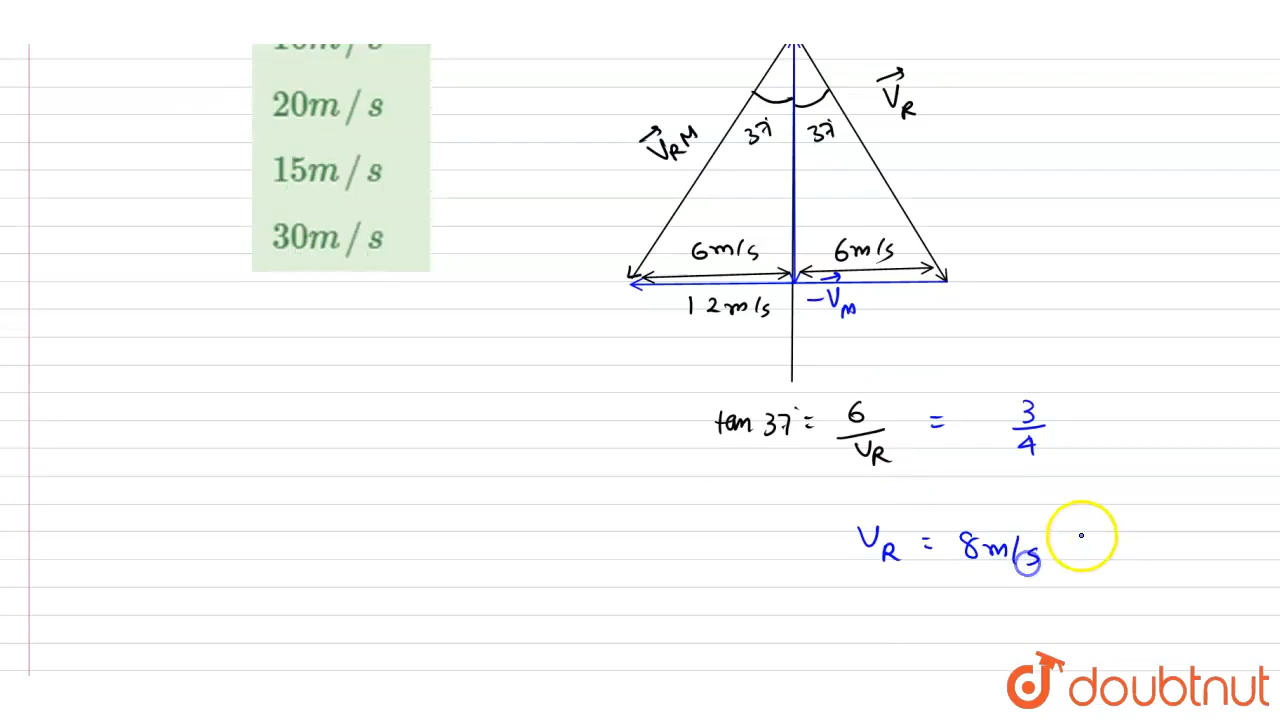 20m/s
15m/s
30m/s
V_R M
37°
37°
V_R
6m/s
6m/s
12m/s
-V_M
tan 37° = 6/V_R = 3/4
V_R = 8m/s
doubtnut